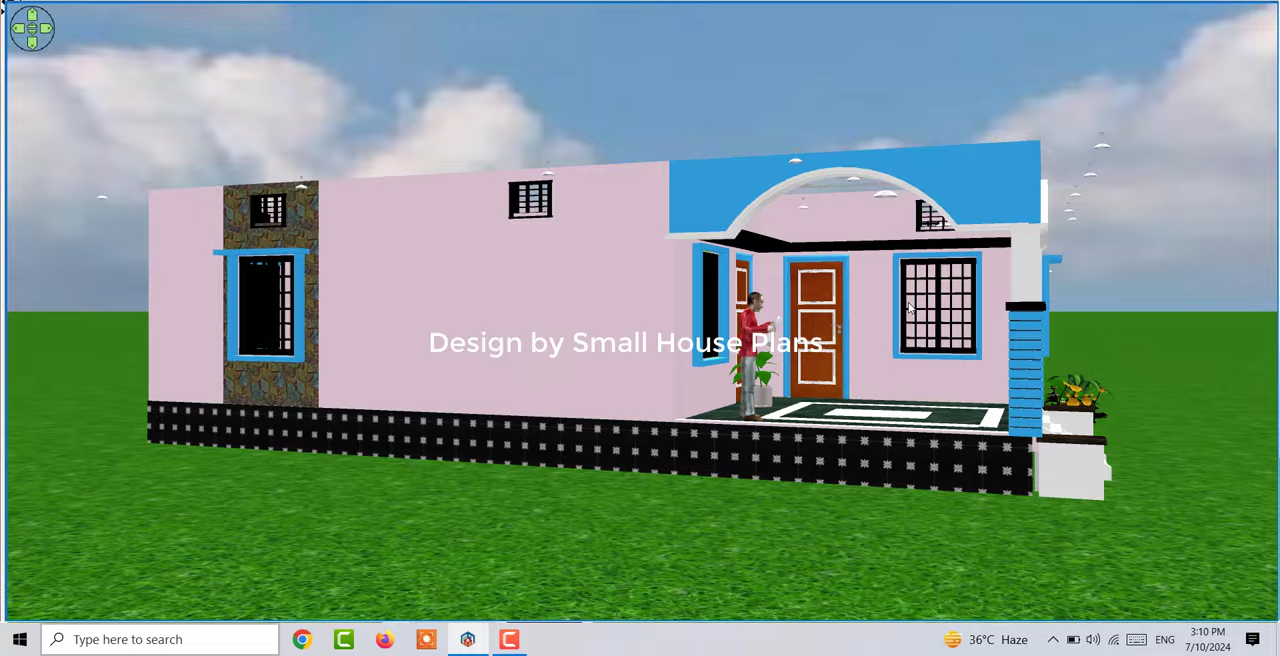 Design by Small House Plans
Type here to search
36°C Haze
ENG
3:10 PM
7/10/2024